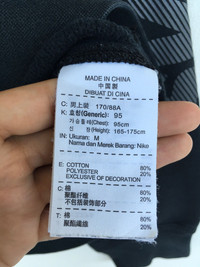 MADE IN CHINA
中国製
DIBUAT DI CINA
C: 男上装 170/88A
K: 호칭(Generic): 95
가슴둘레(Chest): 95cm
키(Height): 165-175cm
IN: Ukuran: M
Nama dan Merek Barang: Nike
E: COTTON 80%
POLYESTER 20%
EXCLUSIVE OF DECORATION
C: 棉 80%
聚酯纤维 20%
不包括装饰部分
T: 棉 80%
聚酯纖維 20%